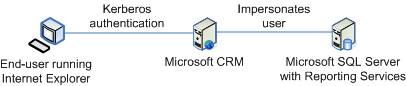 Kerberos
authentication
Impersonates
user
End-user running
Internet Explorer
Microsoft CRM
Microsoft SQL Server
with Reporting Services